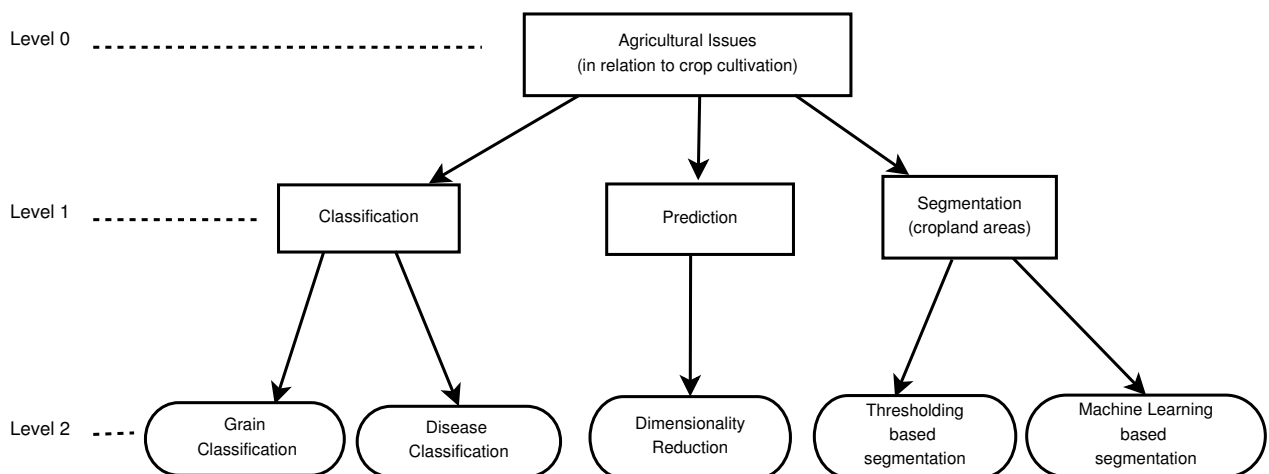 Level 0
Agricultural Issues
(in relation to crop cultivation)
Level 1
Classification
Prediction
Segmentation
(cropland areas)
Level 2
Grain
Classification
Disease
Classification
Dimensionality
Reduction
Thresholding
based
segmentation
Machine Learning
based
segmentation